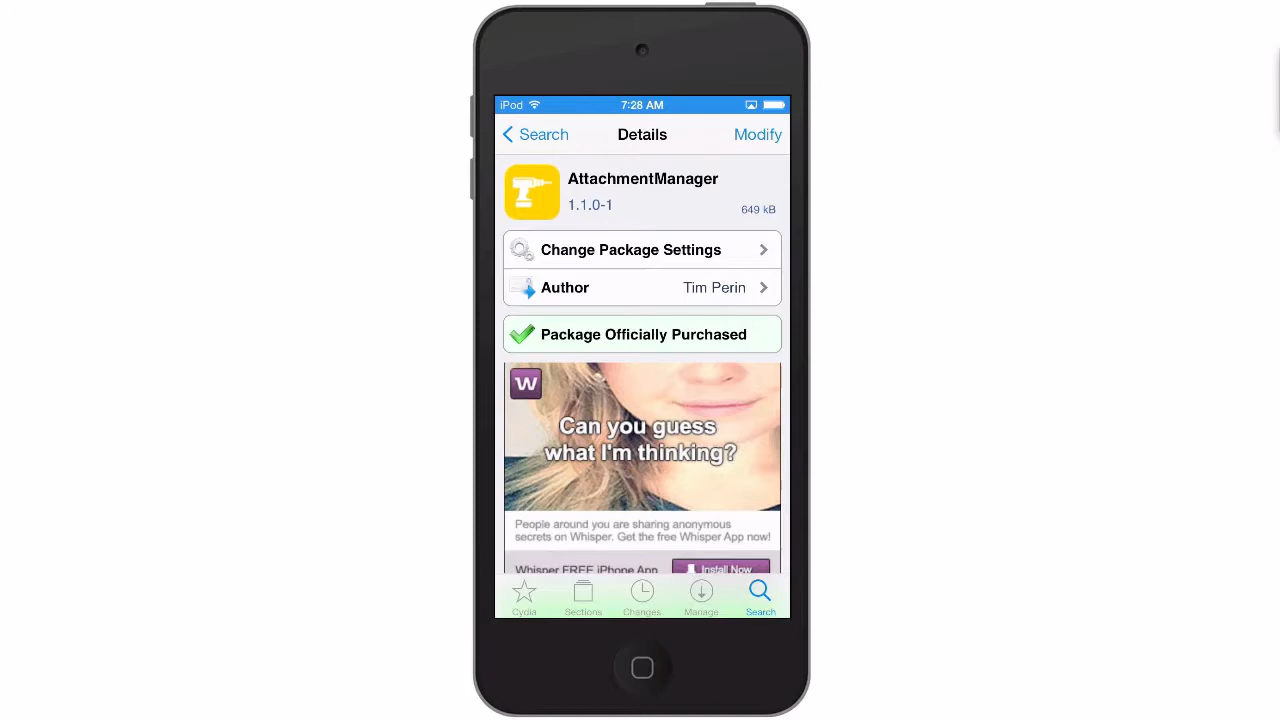 iPod 7:28 AM
Search Details Modify
AttachmentManager
1.1.0-1
649 kB
Change Package Settings
Author Tim Perin
Package Officially Purchased
W
Can you guess
what I'm thinking?
People around you are sharing anonymous
secrets on Whisper. Get the free Whisper App now!
Whisper FREE iPhone App Install Now
Cydia Sections Changes Manage Search